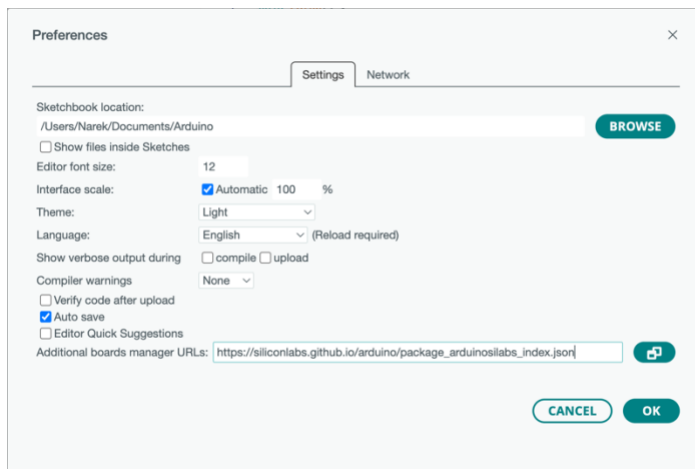 Preferences
Settings Network
Sketchbook location:
/Users/Narek/Documents/Arduino BROWSE
Show files inside Sketches
Editor font size: 12
Interface scale: Automatic 100 %
Theme: Light
Language: English (Reload required)
Show verbose output during compile upload
Compiler warnings None
Verify code after upload
Auto save
Editor Quick Suggestions
Additional boards manager URLs: https://siliconlabs.github.io/arduino/package_arduinosilabs_index.json
CANCEL OK